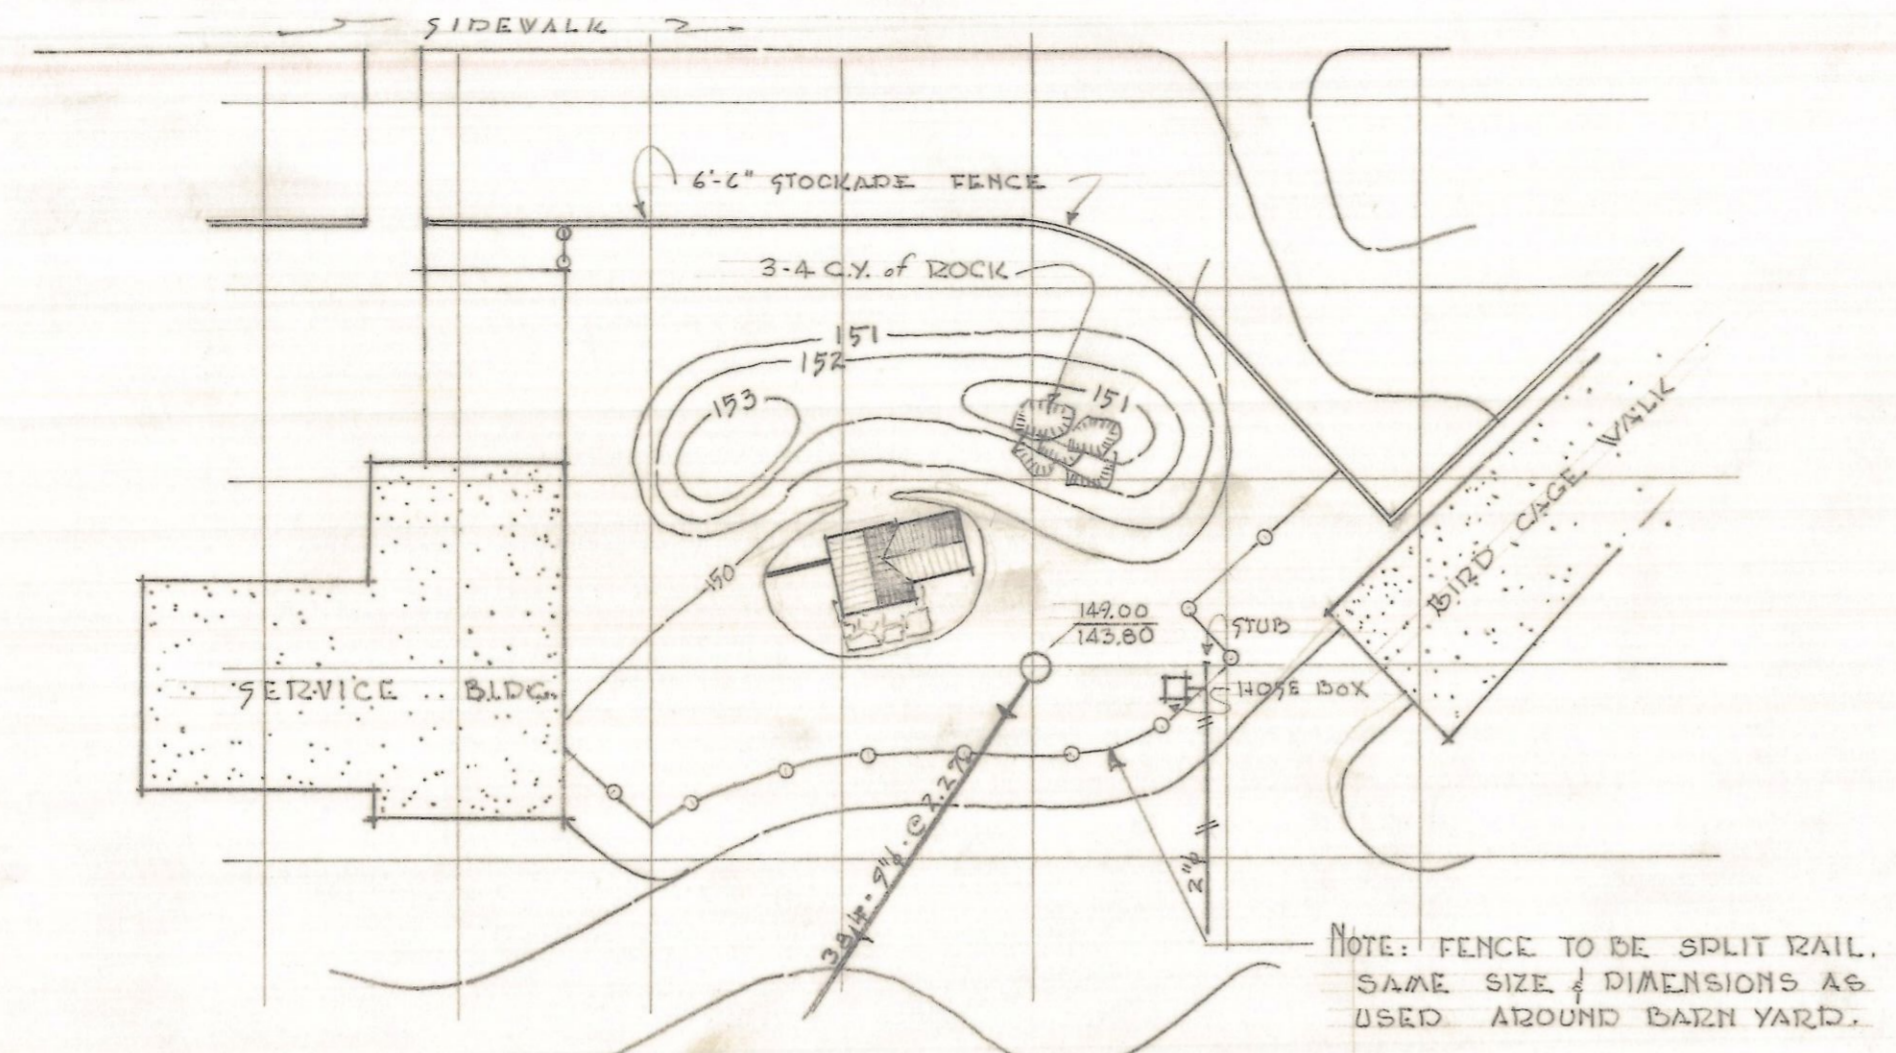 SIDEWALK
6'-6" STOCKADE FENCE
3-4 C.Y. of ROCK
151
152
153
151
150
149.00
143.80
STUB
HOSE BOX
BIRD CAGE WALK
SERVICE BLDG.
2"ϕ
NOTE: FENCE TO BE SPLIT RAIL.
SAME SIZE & DIMENSIONS AS
USED AROUND BARN YARD.